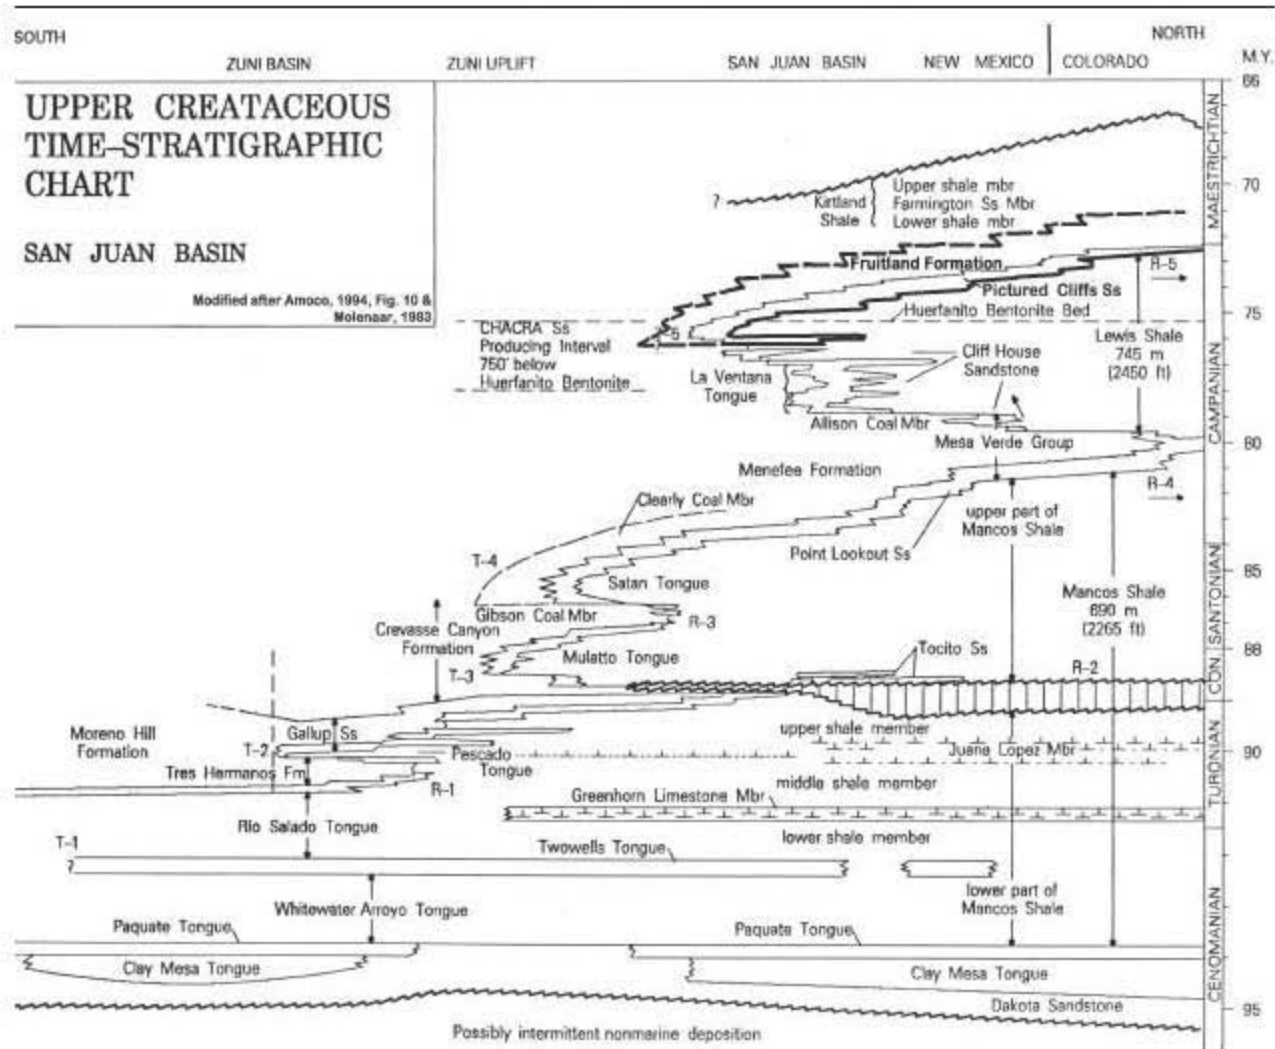 SOUTH
NORTH
ZUNI BASIN
ZUNI UPLIFT
SAN JUAN BASIN
NEW MEXICO
COLORADO
M.Y.
UPPER CREATACEOUS
TIME–STRATIGRAPHIC
CHART
SAN JUAN BASIN
Modified after Amoco, 1994, Fig. 10 &
Molenaar, 1983
66
MAESTRICHTIAN
70
?
Kirtland
Shale
Upper shale mbr
Farmington Ss Mbr
Lower shale mbr
Fruitland Formation
R-5
Pictured Cliffs Ss
Huerfanito Bentonite Bed
75
CHACRA Ss
Producing Interval
750' below
Huerfanito Bentonite
Lewis Shale
745 m
(2450 ft)
Cliff House
Sandstone
La Ventana
Tongue
CAMPANIAN
Allison Coal Mbr
Mesa Verde Group
80
Menefee Formation
R-4
Clearly Coal Mbr
upper part of
Mancos Shale
Point Lookout Ss
T-4
85
Satan Tongue
Mancos Shale
690 m
(2265 ft)
SANTONIAN
Gibson Coal Mbr
R-3
Crevasse Canyon
Formation
Mulatto Tongue
Tocito Ss
88
T-3
R-2
CON.
Moreno Hill
Formation
Gallup Ss
upper shale member
T-2
Pescado
Tongue
Juana Lopez Mbr
90
Tres Hermanos Fm
R-1
middle shale member
TURONIAN
Greenhorn Limestone Mbr
Rio Salado Tongue
lower shale member
T-1
?
Twowells Tongue
lower part of
Mancos Shale
Whitewater Arroyo Tongue
Paquate Tongue
Paquate Tongue
Clay Mesa Tongue
Clay Mesa Tongue
CENOMANIAN
Dakota Sandstone
95
Possibly intermittent nonmarine deposition